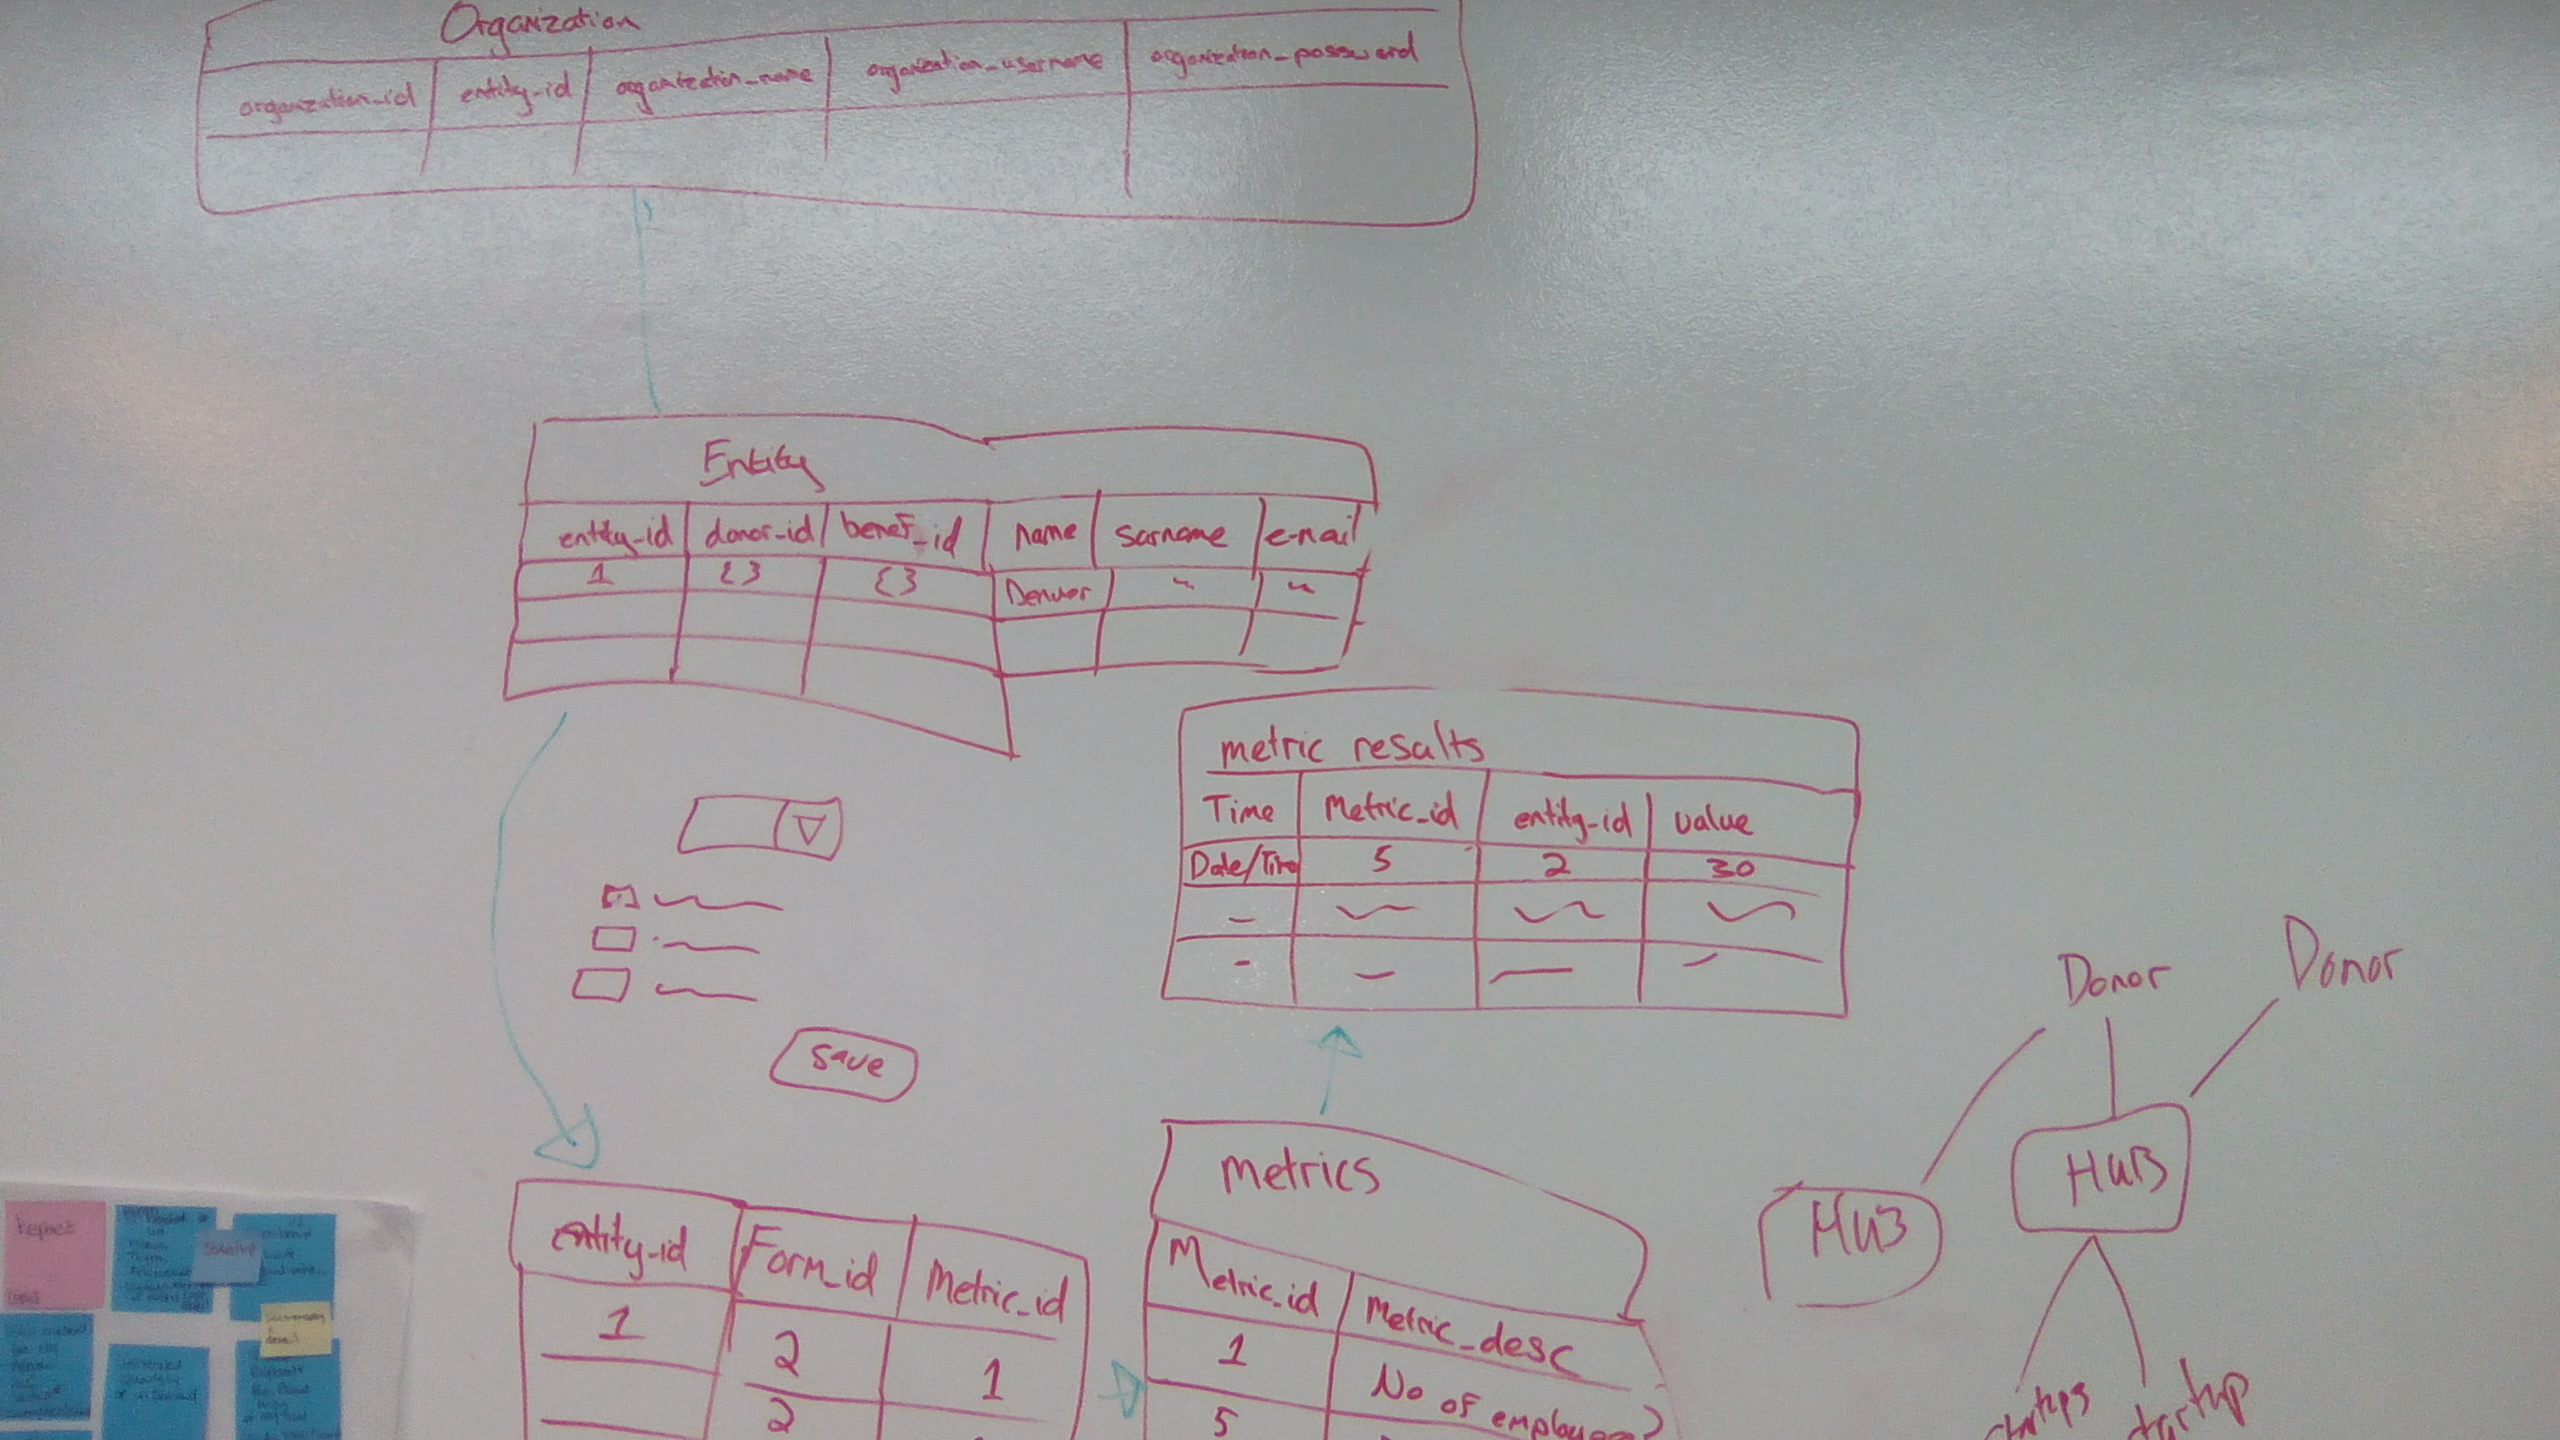 Organization
organization_id entity-id organization_name organization_username organization_password
Entity
entity-id donor-id benef_id name surname e-mail
1 {} {} Denver
metric results
Time Metric_id entity-id value
Date/Time 5 2 30
save
entity-id Form_id Metric_id
1 2 1
2
metrics
Metric_id Metric_desc
1 No of employees?
5
Donor Donor
HUB
HUB
startups startup
Report